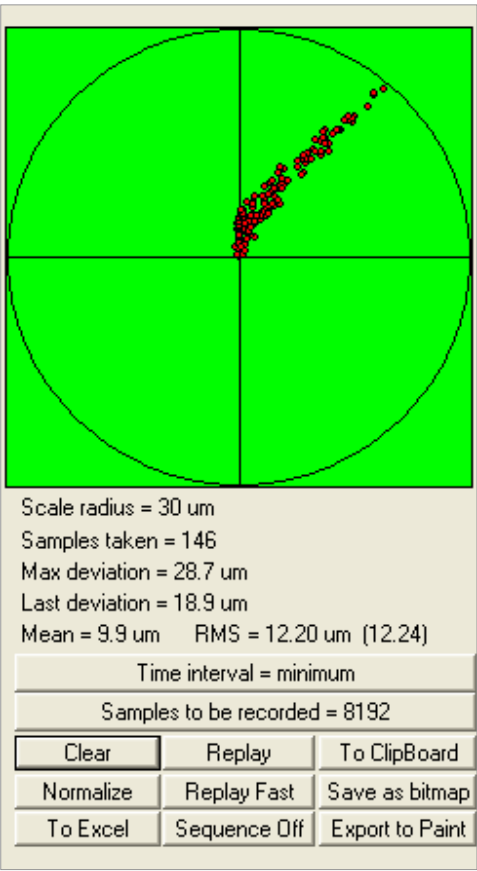 Scale radius = 30 um
Samples taken = 146
Max deviation = 28.7 um
Last deviation = 18.9 um
Mean = 9.9 um RMS = 12.20 um (12.24)
Time interval = minimum
Samples to be recorded = 8192
Clear Replay To ClipBoard
Normalize Replay Fast Save as bitmap
To Excel Sequence Off Export to Paint